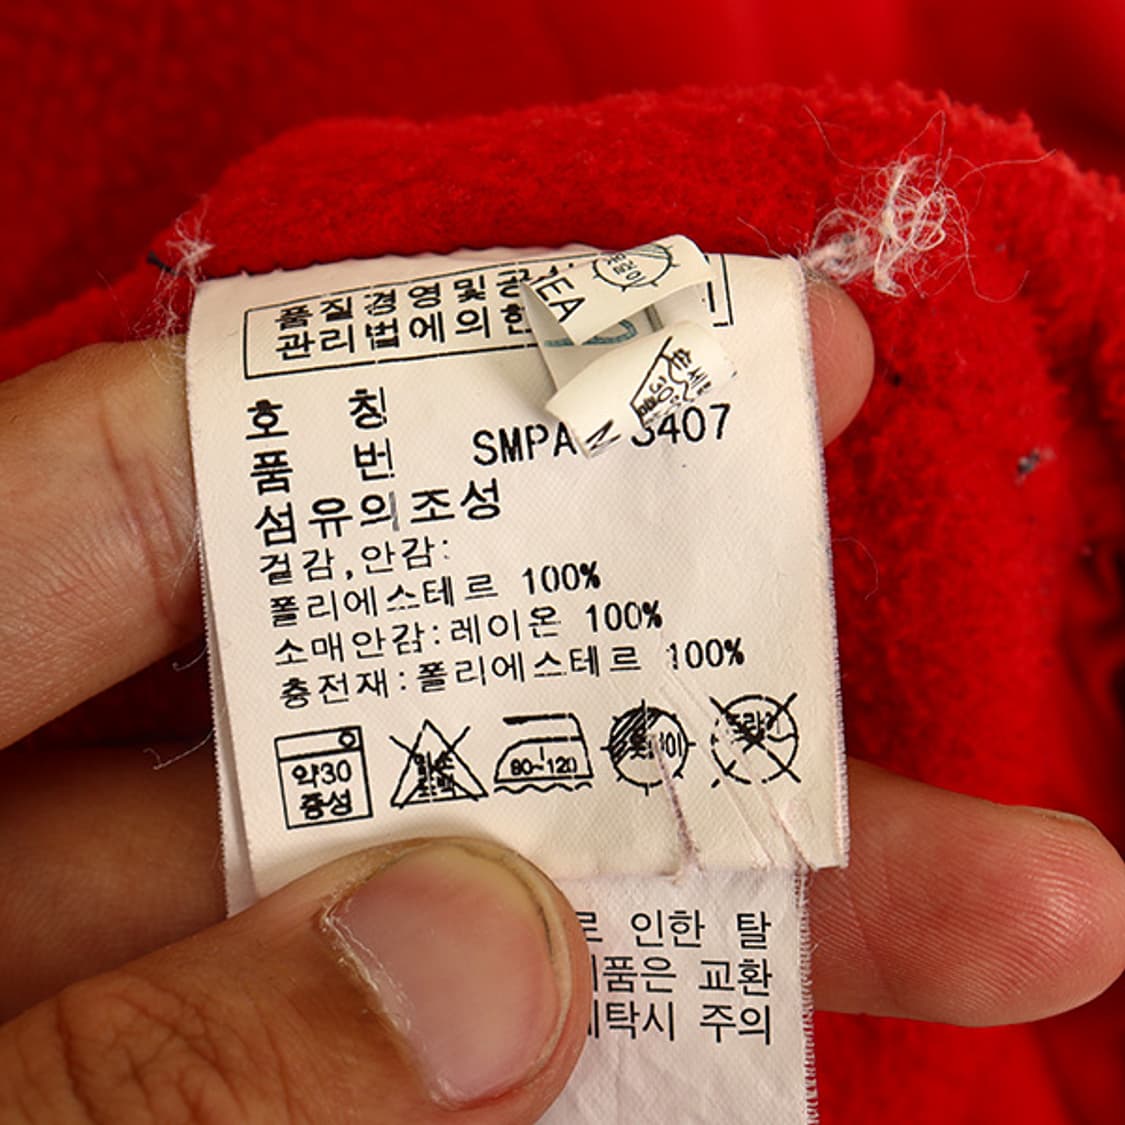 품질경영및공
관리법에의한
호 칭
품 번 SMPA 3407
섬유의조성
겉감,안감:
폴리에스테르 100%
소매안감:레이온 100%
충전재:폴리에스테르 100%
약30
중성
80~120
로 인한 탈
품은 교환
세탁시 주의